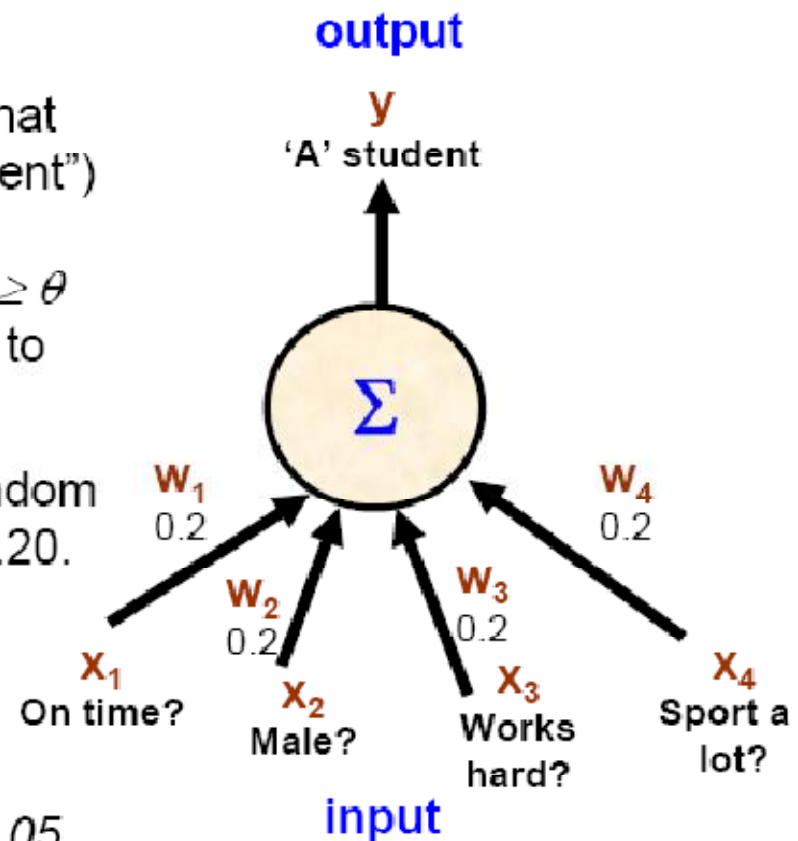 output
y
'A' student
hat
ent")
≥ θ
to
Σ
ndom
.20.
w1
0.2
w2
0.2
w3
0.2
w4
0.2
x1
On time?
x2
Male?
x3
Works
hard?
x4
Sport a
lot?
input
05